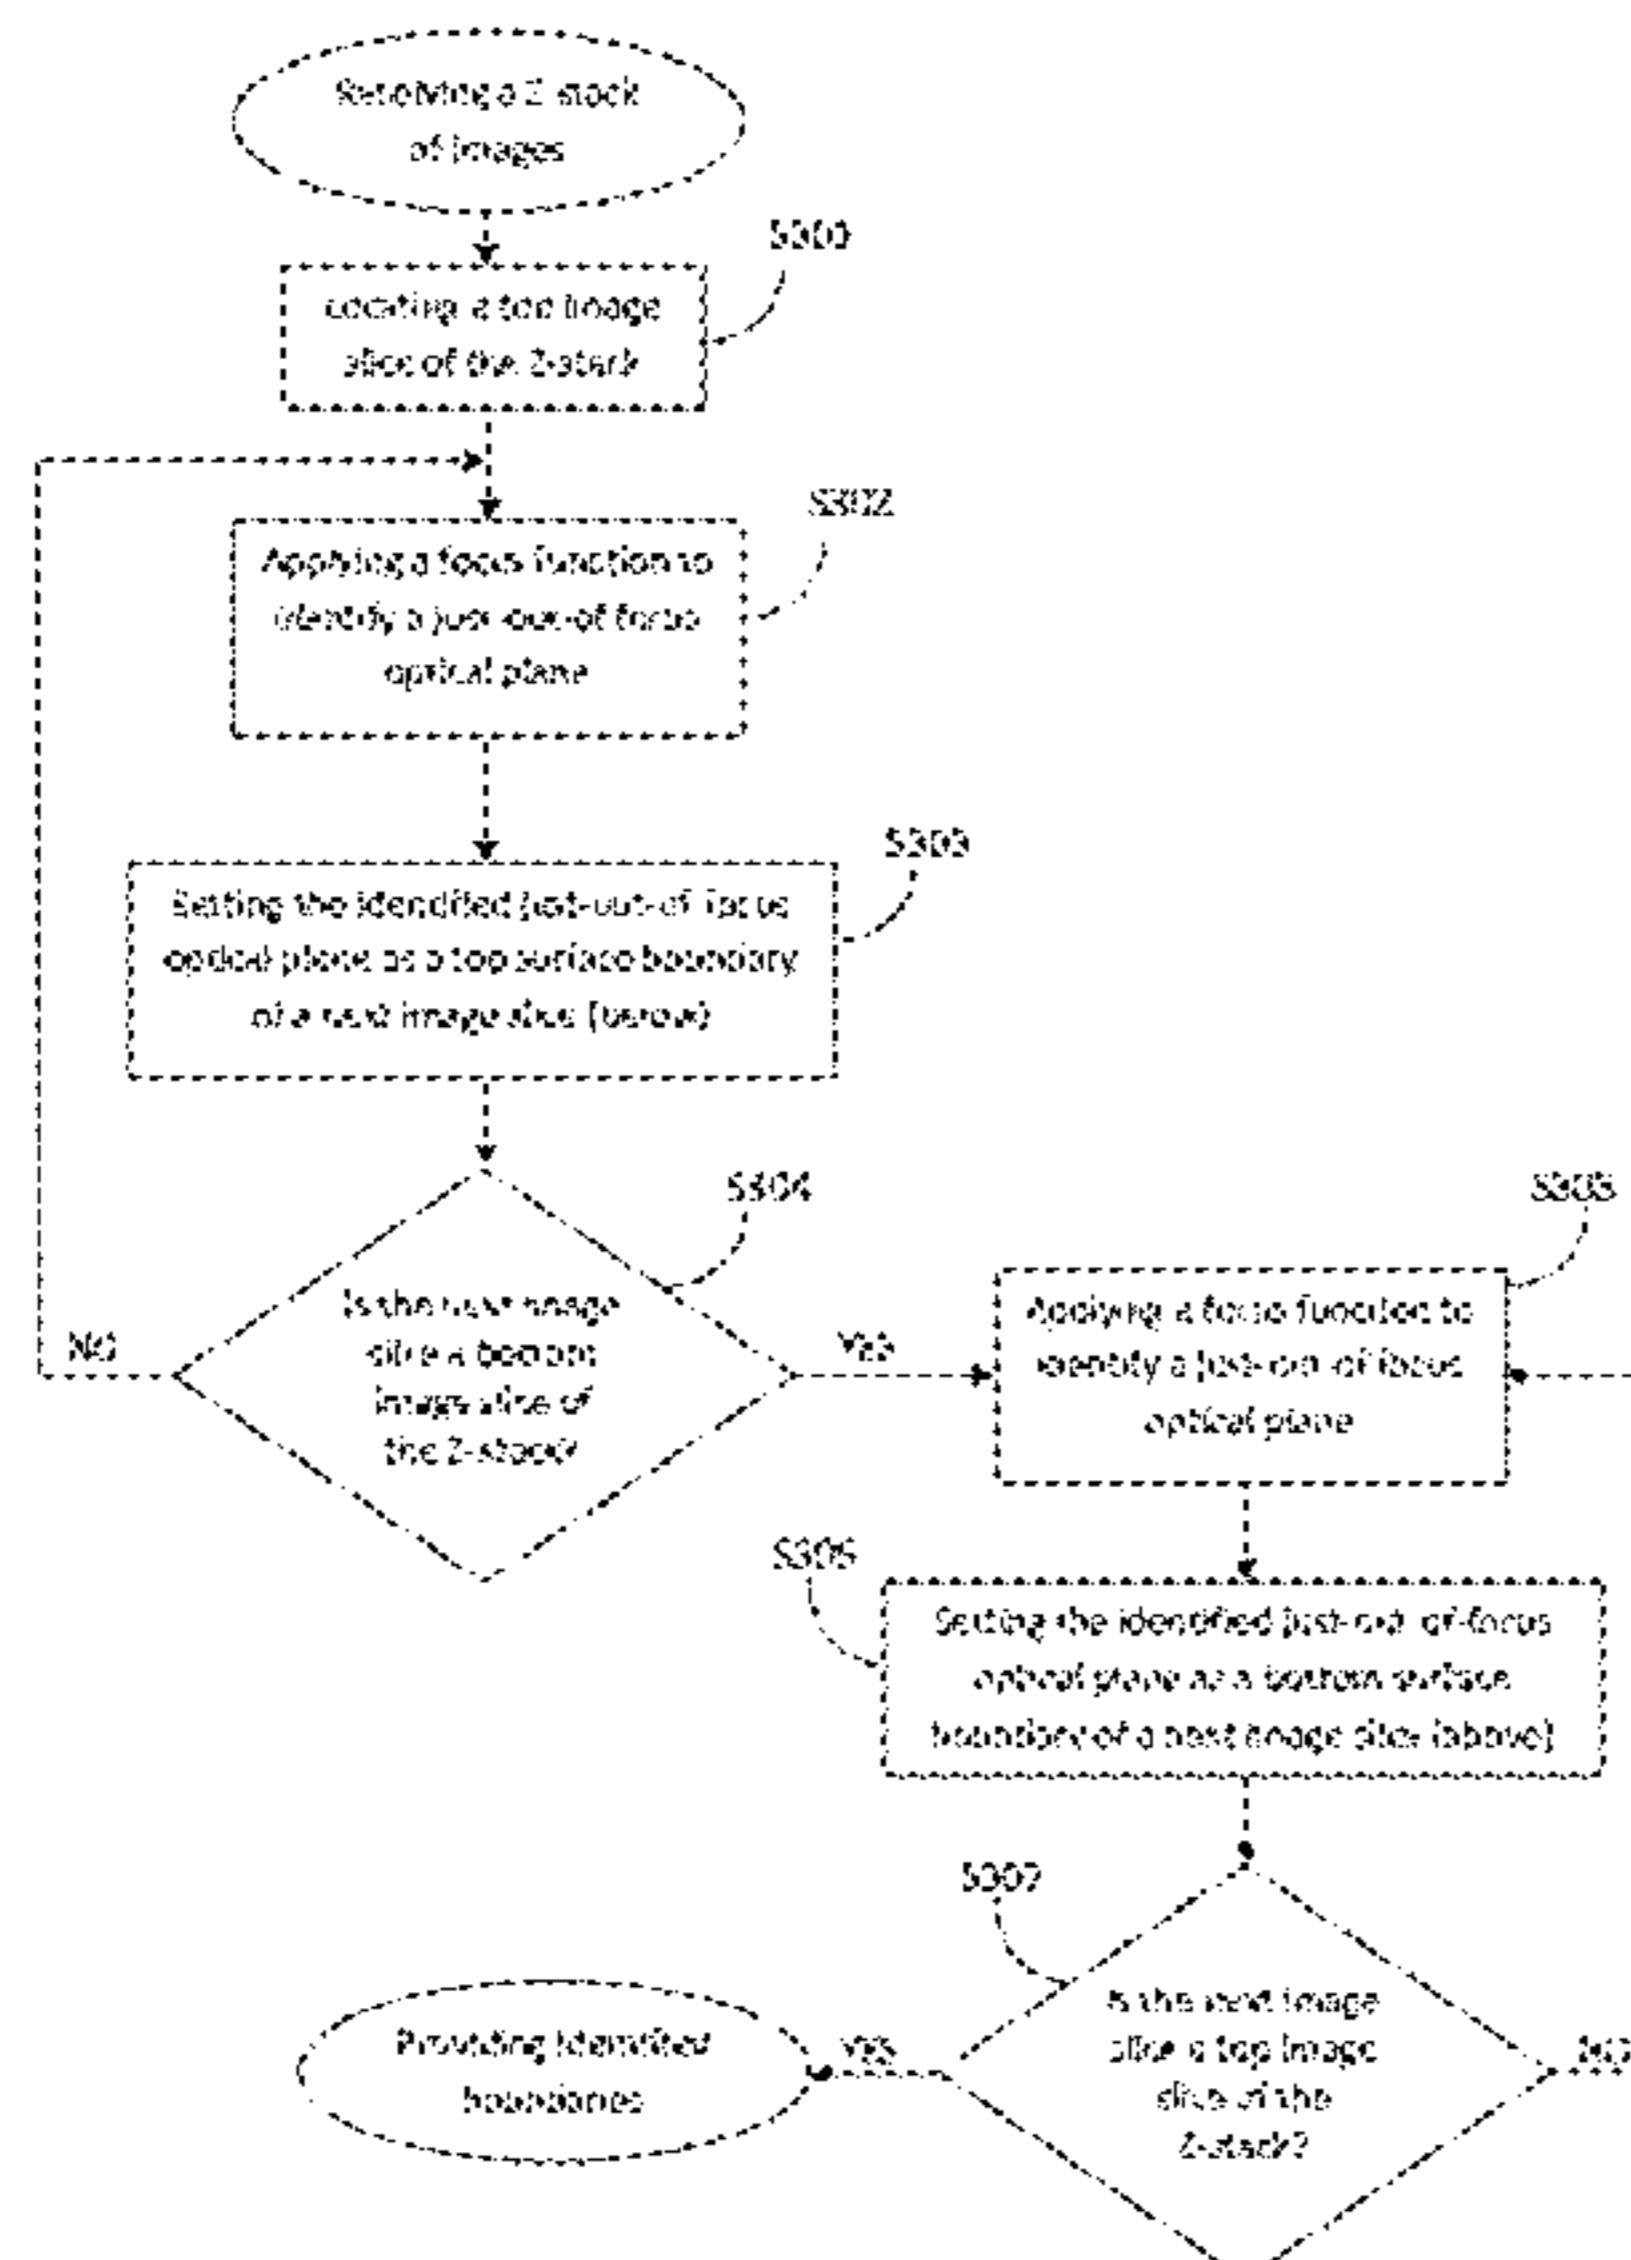 Receiving a Z-stack
of images
S301
Locating a top image
slice of the Z-stack
S302
Applying a focus function to
identify a just-out-of focus
optical plane
S303
Setting the identified just-out-of focus
optical plane as a top surface boundary
of a next image slice (below)
S304
Is the next image
slice a bottom
image slice of
the Z-stack?
NO
YES
S305
Applying a focus function to
identify a just-out-of focus
optical plane
S306
Setting the identified just-out-of-focus
optical plane as a bottom surface
boundary of a next image slice (above)
S307
Is the next image
slice a top image
slice of the
Z-stack?
YES
NO
Providing identified
boundaries